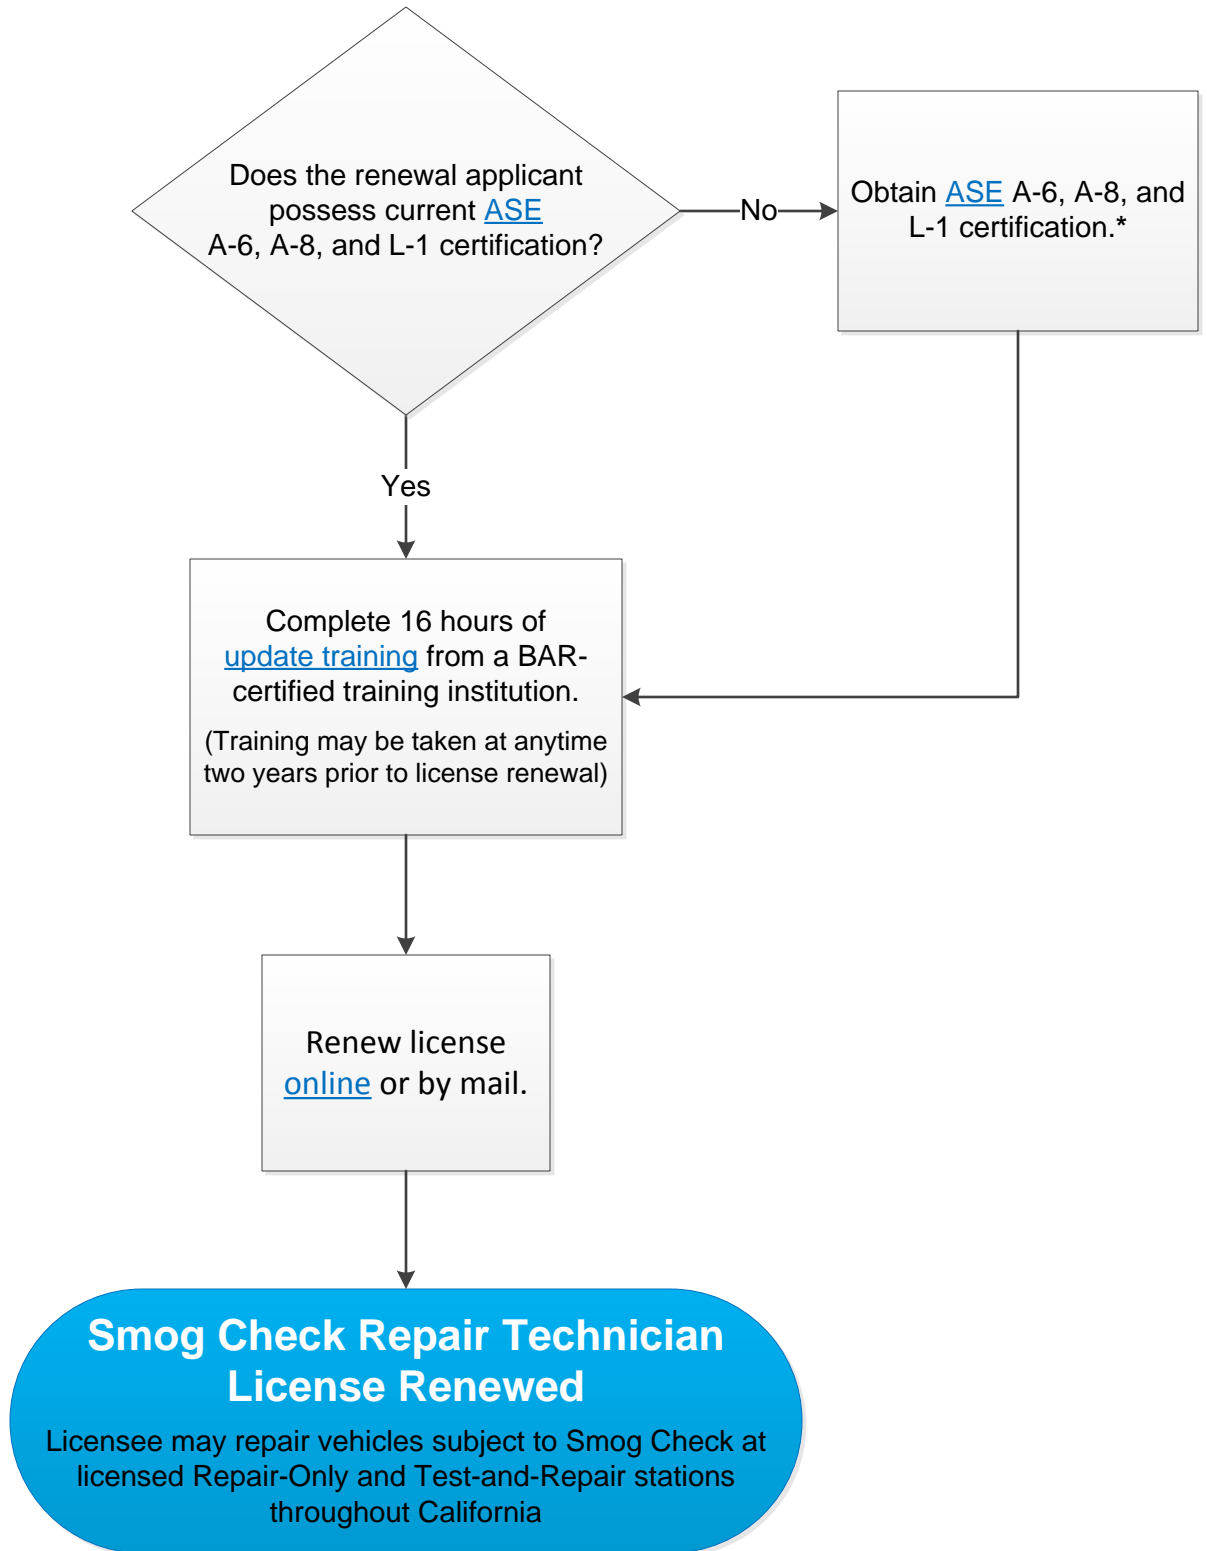 Does the renewal applicant
possess current ASE
A-6, A-8, and L-1 certification?
No
Obtain ASE A-6, A-8, and
L-1 certification.*
Yes
Complete 16 hours of
update training from a BAR-
certified training institution.
(Training may be taken at anytime
two years prior to license renewal)
Renew license
online or by mail.
Smog Check Repair Technician
License Renewed
Licensee may repair vehicles subject to Smog Check at
licensed Repair-Only and Test-and-Repair stations
throughout California